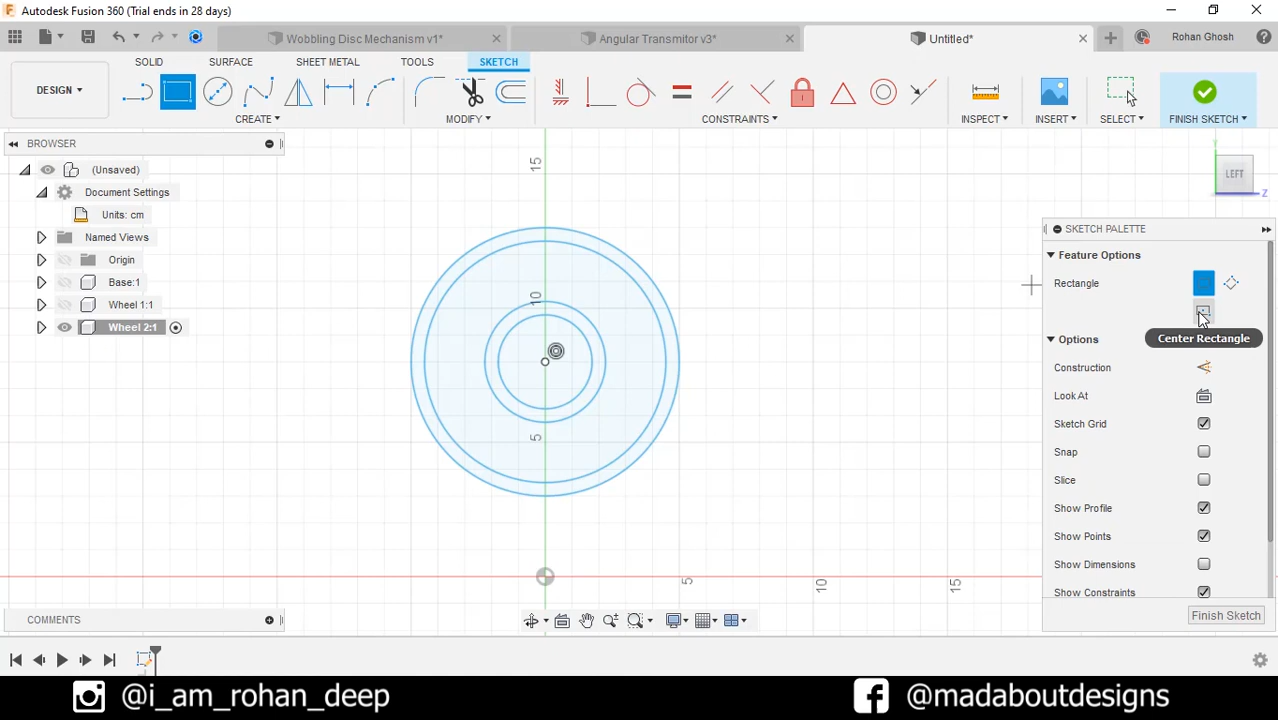 Autodesk Fusion 360 (Trial ends in 28 days)
Wobbling Disc Mechanism v1*
Angular Transmitor v3*
Untitled*
Rohan Ghosh
SOLID
SURFACE
SHEET METAL
TOOLS
SKETCH
DESIGN
CREATE
MODIFY
CONSTRAINTS
INSPECT
INSERT
SELECT
FINISH SKETCH
BROWSER
(Unsaved)
Document Settings
Units: cm
Named Views
Origin
Base:1
Wheel 1:1
Wheel 2:1
15
10
5
5
10
15
Y
LEFT
Z
SKETCH PALETTE
Feature Options
Rectangle
Center Rectangle
Options
Construction
Look At
Sketch Grid
Snap
Slice
Show Profile
Show Points
Show Dimensions
Show Constraints
Finish Sketch
COMMENTS
@i_am_rohan_deep
@madaboutdesigns